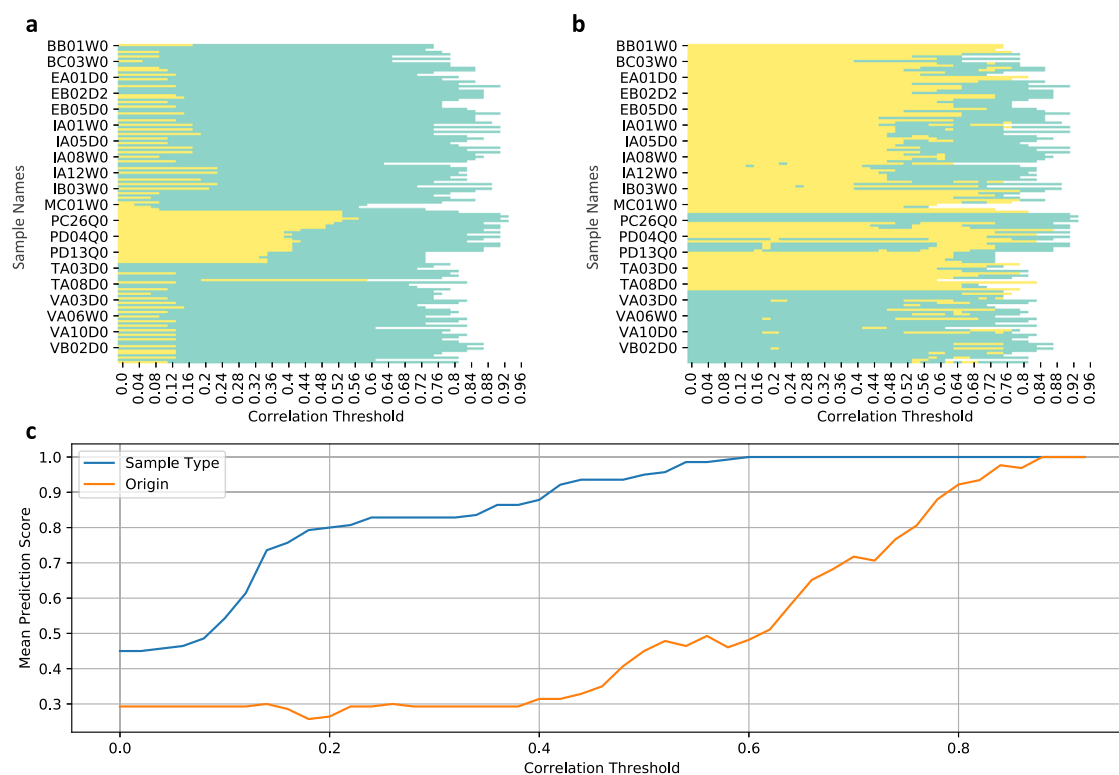 a
BB01W0
BC03W0
EA01D0
EB02D2
EB05D0
IA01W0
IA05D0
IA08W0
IA12W0
IB03W0
MC01W0
PC26Q0
PD04Q0
PD13Q0
TA03D0
TA08D0
VA03D0
VA06W0
VA10D0
VB02D0
Sample Names
0.0 0.04 0.08 0.12 0.16 0.2 0.24 0.28 0.32 0.36 0.4 0.44 0.48 0.52 0.56 0.6 0.64 0.68 0.72 0.76 0.8 0.84 0.88 0.92 0.96
Correlation Threshold
b
BB01W0
BC03W0
EA01D0
EB02D2
EB05D0
IA01W0
IA05D0
IA08W0
IA12W0
IB03W0
MC01W0
PC26Q0
PD04Q0
PD13Q0
TA03D0
TA08D0
VA03D0
VA06W0
VA10D0
VB02D0
Sample Names
0.0 0.04 0.08 0.12 0.16 0.2 0.24 0.28 0.32 0.36 0.4 0.44 0.48 0.52 0.56 0.6 0.64 0.68 0.72 0.76 0.8 0.84 0.88 0.92 0.96
Correlation Threshold
c
Sample Type
Origin
1.0
0.9
0.8
0.7
0.6
0.5
0.4
0.3
Mean Prediction Score
0.0 0.2 0.4 0.6 0.8
Correlation Threshold